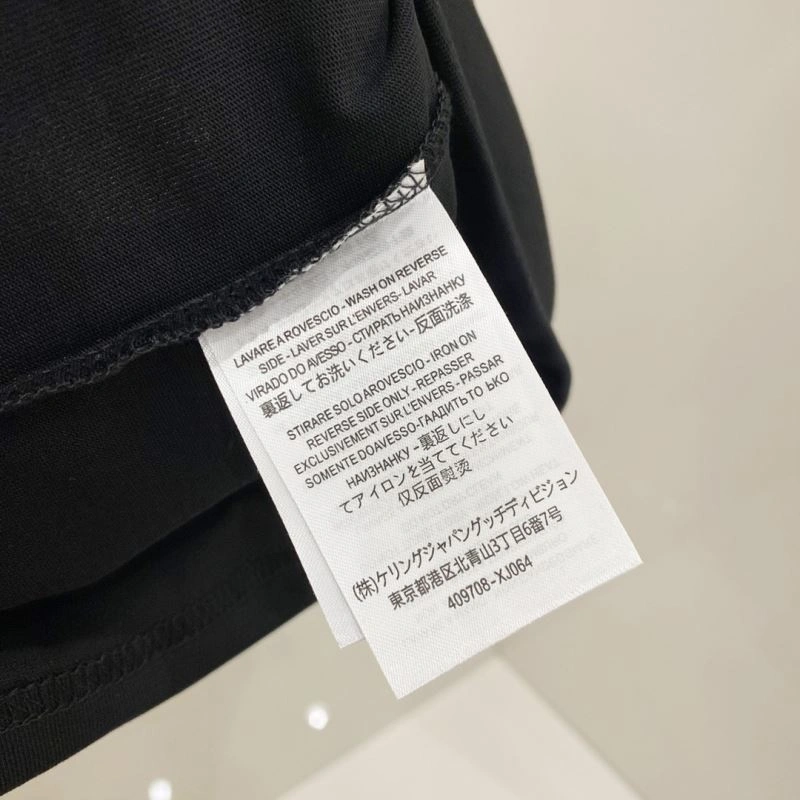 LAVARE A ROVESCIO - WASH ON REVERSE
SIDE - LAVER SUR L'ENVERS - LAVAR
VIRADO DO AVESSO - СТИРАТЬ НАИЗНАНКУ
裏返してお洗いください - 反面洗涤
STIRARE SOLO AROVESCIO - IRON ON
REVERSE SIDE ONLY - REPASSER
EXCLUSIVEMENT SUR L'ENVERS - PASSAR
SOMENTE DOAVESSO - ГЛАДИТЬ ТО ЬКО
НАИЗНАНКУ - 裏返しにし
てアイロンを当ててください
仅反面熨烫
(株)ケリングジャパングッチディビジョン
東京都港区北青山3丁目6番7号
409708-XJ064